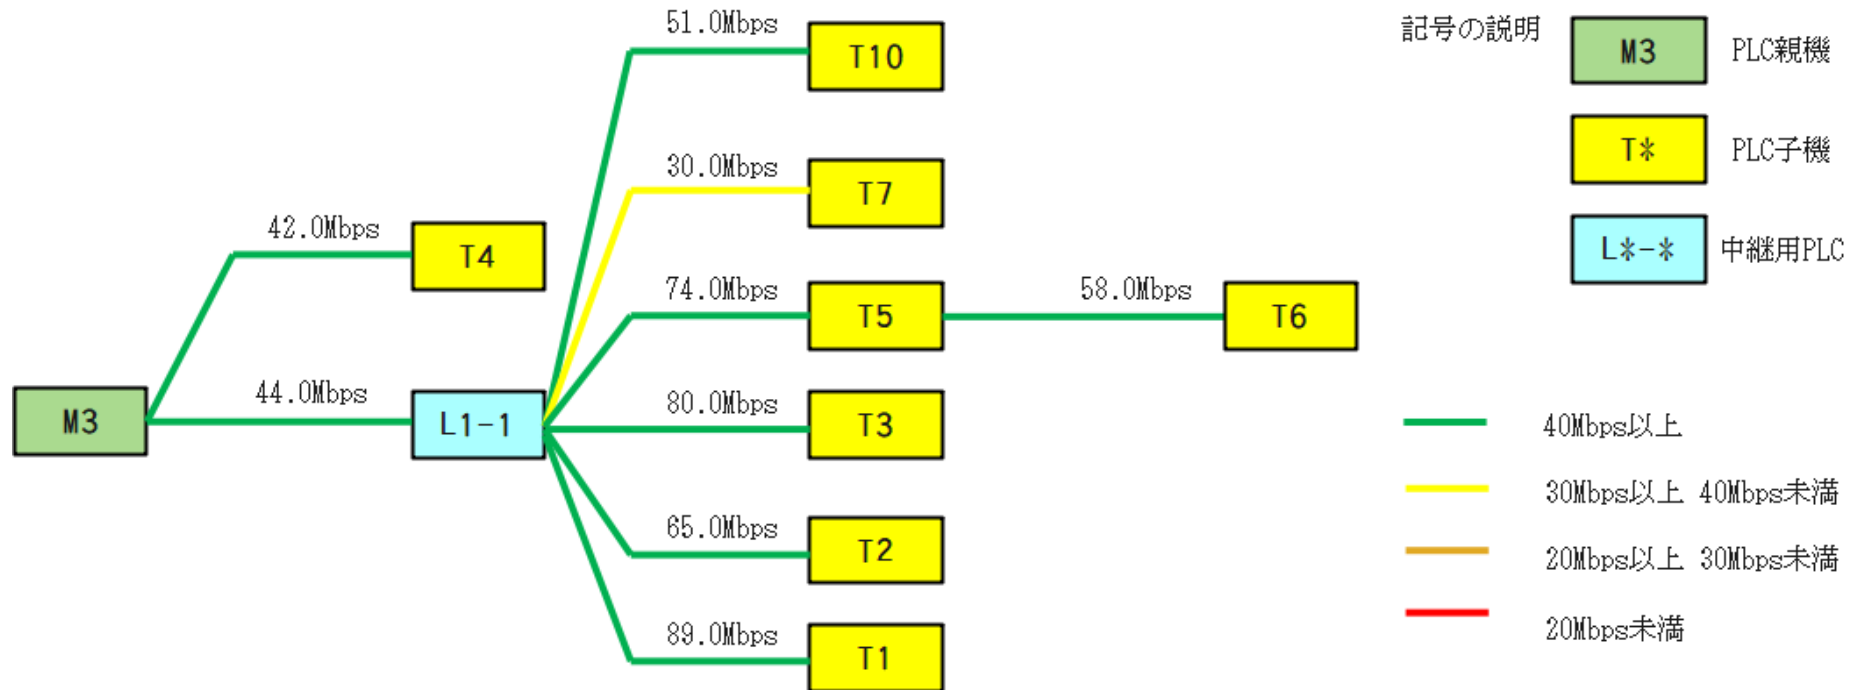 51.0Mbps
T10
30.0Mbps
T7
42.0Mbps
T4
74.0Mbps
T5
58.0Mbps
T6
M3
44.0Mbps
L1-1
80.0Mbps
T3
65.0Mbps
T2
89.0Mbps
T1
記号の説明
M3 PLC親機
T* PLC子機
L*-* 中継用PLC
40Mbps以上
30Mbps以上 40Mbps未満
20Mbps以上 30Mbps未満
20Mbps未満